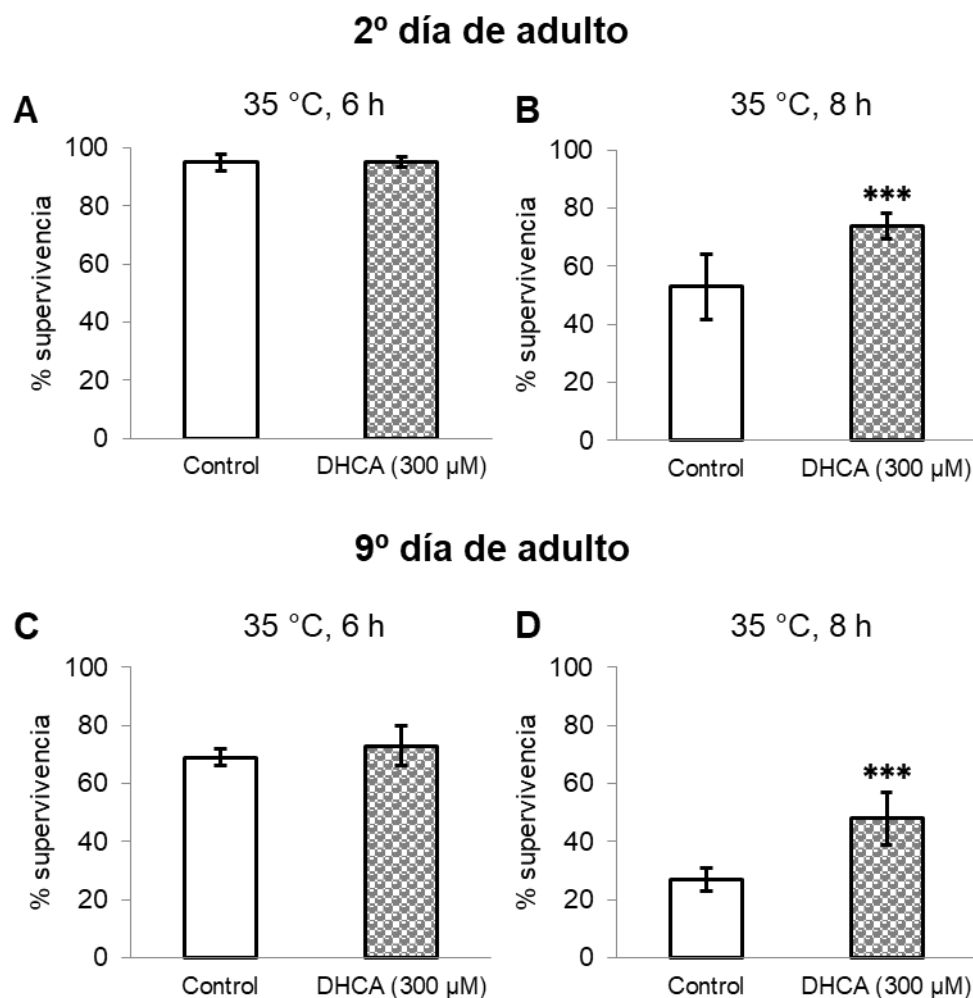 2º día de adulto
A
35 °C, 6 h
% supervivencia
100
80
60
40
20
0
Control
DHCA (300 µM)
B
35 °C, 8 h
% supervivencia
100
80
60
40
20
0
***
Control
DHCA (300 µM)
9º día de adulto
C
35 °C, 6 h
% supervivencia
100
80
60
40
20
0
Control
DHCA (300 µM)
D
35 °C, 8 h
% supervivencia
100
80
60
40
20
0
***
Control
DHCA (300 µM)